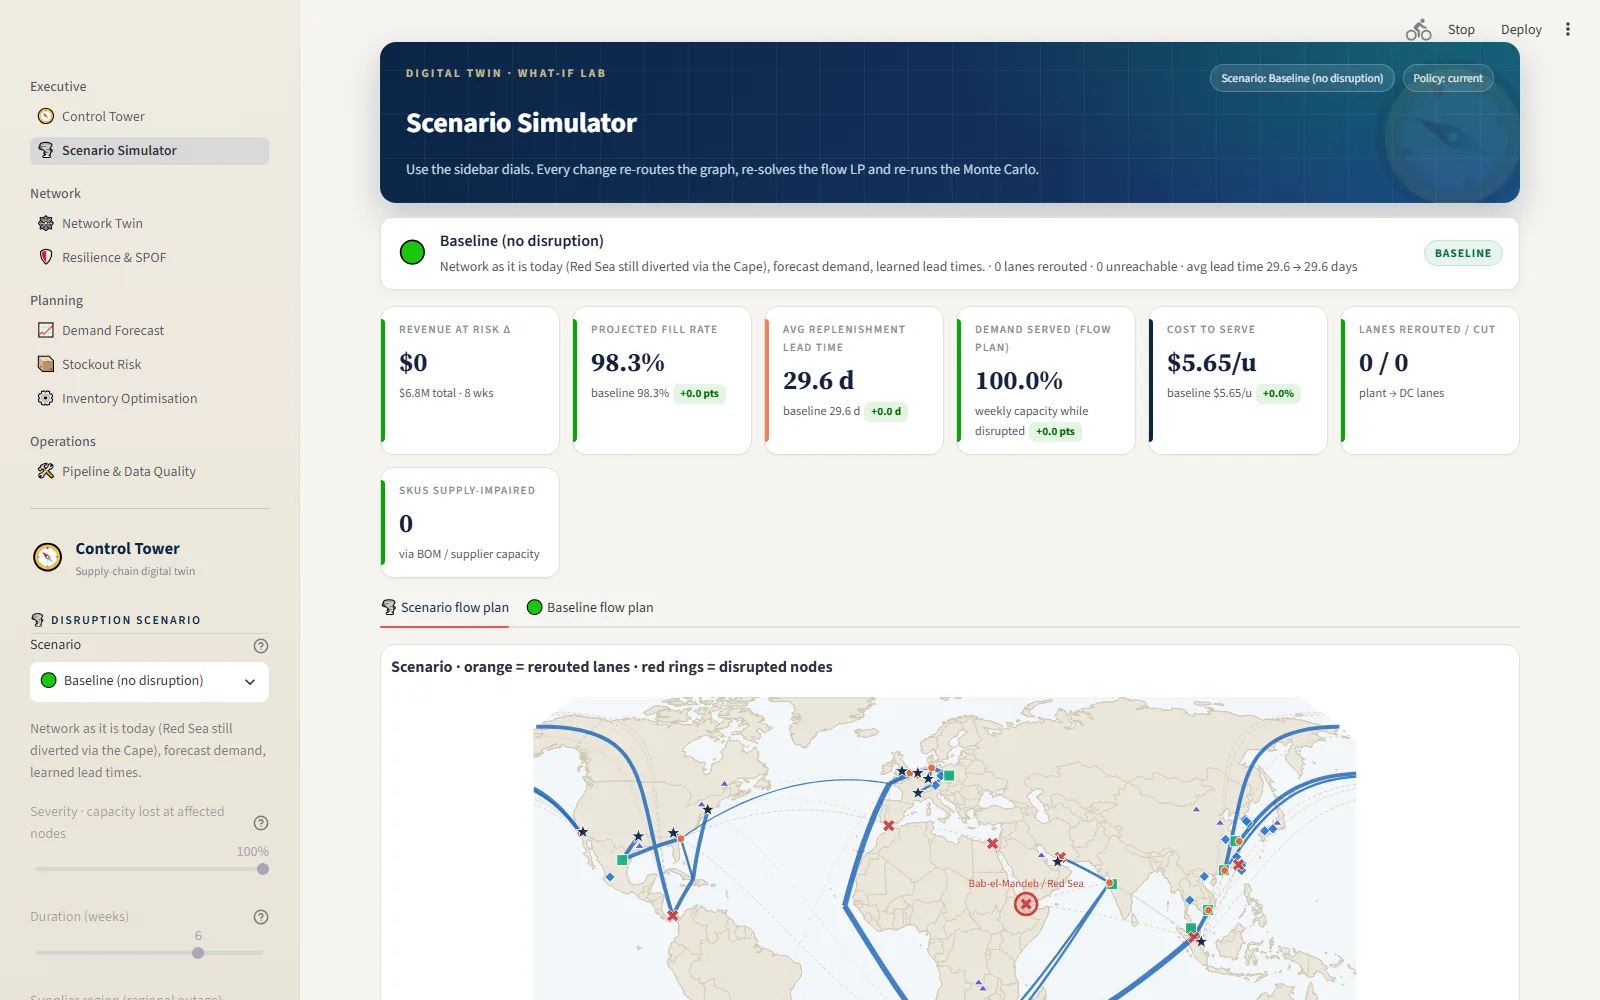 Stop
Deploy
Executive
Control Tower
Scenario Simulator
Network
Network Twin
Resilience & SPOF
Planning
Demand Forecast
Stockout Risk
Inventory Optimisation
Operations
Pipeline & Data Quality
Control Tower
Supply-chain digital twin
DISRUPTION SCENARIO
Scenario
Baseline (no disruption)
Network as it is today (Red Sea still
diverted via the Cape), forecast demand,
learned lead times.
Severity · capacity lost at affected
nodes
100%
Duration (weeks)
6
Supplier region (regional outage)
DIGITAL TWIN · WHAT-IF LAB
Scenario: Baseline (no disruption)
Policy: current
Scenario Simulator
Use the sidebar dials. Every change re-routes the graph, re-solves the flow LP and re-runs the Monte Carlo.
Baseline (no disruption)
Network as it is today (Red Sea still diverted via the Cape), forecast demand, learned lead times. · 0 lanes rerouted · 0 unreachable · avg lead time 29.6 → 29.6 days
BASELINE
REVENUE AT RISK Δ
$0
$6.8M total · 8 wks
PROJECTED FILL RATE
98.3%
baseline 98.3% +0.0 pts
AVG REPLENISHMENT
LEAD TIME
29.6 d
baseline 29.6 d +0.0 d
DEMAND SERVED (FLOW
PLAN)
100.0%
weekly capacity while
disrupted +0.0 pts
COST TO SERVE
$5.65/u
baseline $5.65/u +0.0%
LANES REROUTED / CUT
0 / 0
plant → DC lanes
SKUS SUPPLY-IMPAIRED
0
via BOM / supplier capacity
Scenario flow plan
Baseline flow plan
Scenario · orange = rerouted lanes · red rings = disrupted nodes
Bab-el-Mandeb / Red Sea